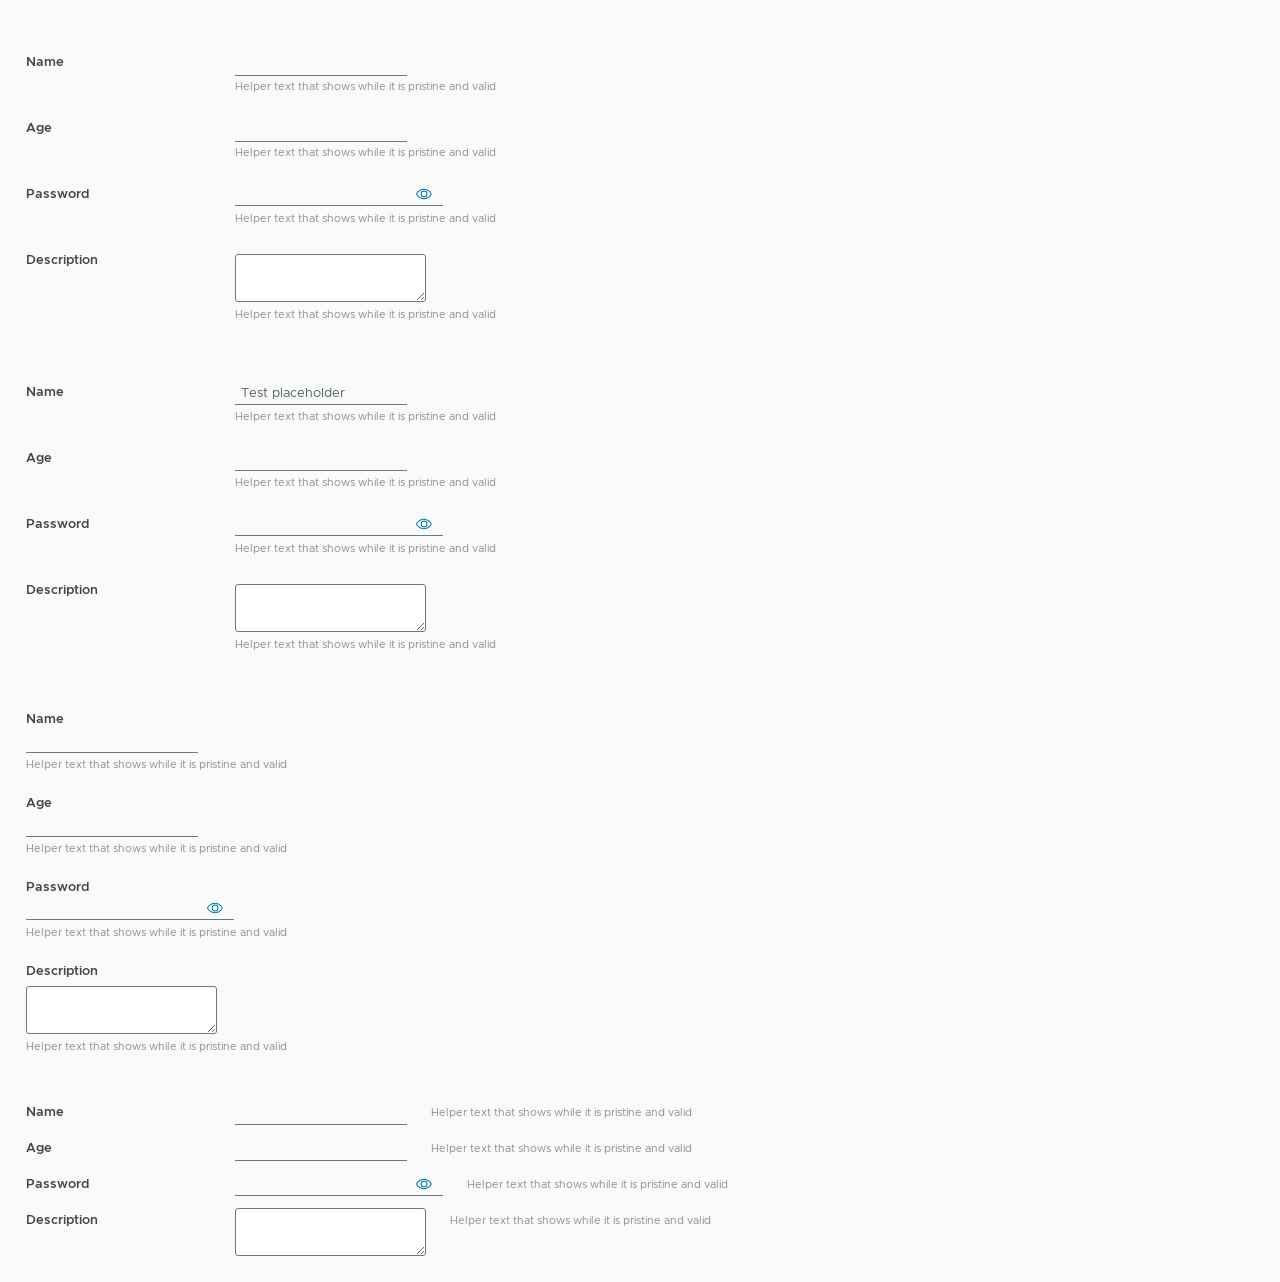 Name
Helper text that shows while it is pristine and valid
Age
Helper text that shows while it is pristine and valid
Password
Helper text that shows while it is pristine and valid
Description
Helper text that shows while it is pristine and valid
Name Test placeholder
Helper text that shows while it is pristine and valid
Age
Helper text that shows while it is pristine and valid
Password
Helper text that shows while it is pristine and valid
Description
Helper text that shows while it is pristine and valid
Name
Helper text that shows while it is pristine and valid
Age
Helper text that shows while it is pristine and valid
Password
Helper text that shows while it is pristine and valid
Description
Helper text that shows while it is pristine and valid
Name Helper text that shows while it is pristine and valid
Age Helper text that shows while it is pristine and valid
Password Helper text that shows while it is pristine and valid
Description Helper text that shows while it is pristine and valid